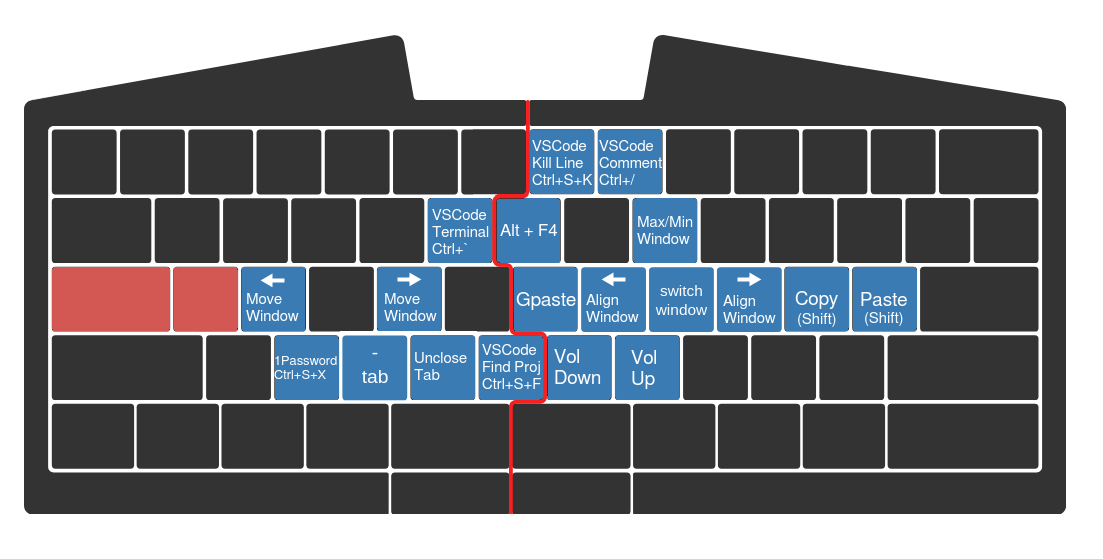 VSCode
Kill Line
Ctrl+S+K
VSCode
Comment
Ctrl+/
VSCode
Terminal
Ctrl+`
Alt + F4
Max/Min
Window
←
Move
Window
→
Move
Window
Gpaste
←
Align
Window
switch
window
→
Align
Window
Copy
(Shift)
Paste
(Shift)
1Password
Ctrl+S+X
-
tab
Unclose
Tab
VSCode
Find Proj
Ctrl+S+F
Vol
Down
Vol
Up